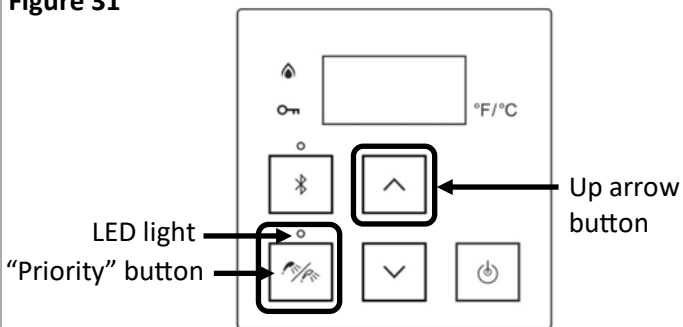 Figure 31
°F/°C
Up arrow
button
LED light
"Priority" button